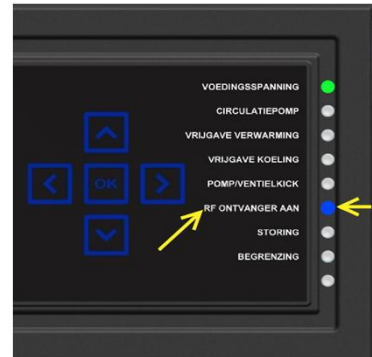 VOEDINGSSPANNING
CIRCULATIEPOMP
VRIJGAVE VERWARMING
VRIJGAVE KOELING
OK
POMP/VENTIELKICK
RF ONTVANGER AAN
STORING
BEGRENZING